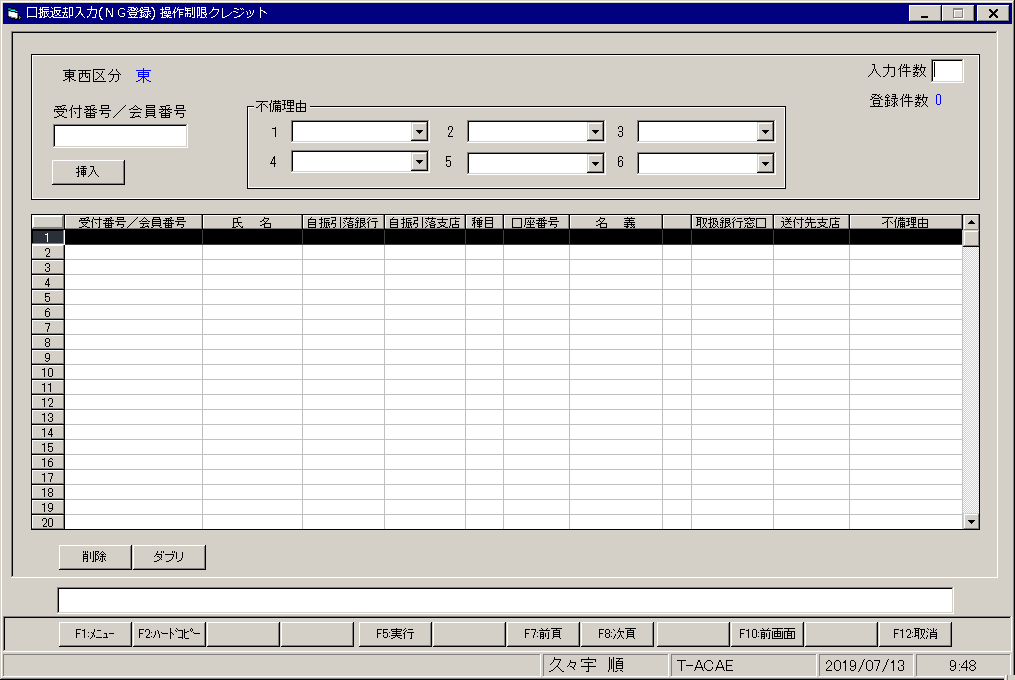 口振返却入力(ＮＧ登録) 操作制限クレジット
東西区分 東
入力件数
登録件数 0
受付番号／会員番号
不備理由
1 2 3
4 5 6
挿入
受付番号／会員番号 氏 名 自振引落銀行 自振引落支店 種目 口座番号 名 義 取扱銀行窓口 送付先支店 不備理由
1
2
3
4
5
6
7
8
9
10
11
12
13
14
15
16
17
18
19
20
削除 ダブリ
F1:ﾒﾆｭｰ F2:ﾊｰﾄﾞｺﾋﾟｰ F5:実行 F7:前頁 F8:次頁 F10:前画面 F12:取消
久々宇 順 T-ACAE 2019/07/13 9:48